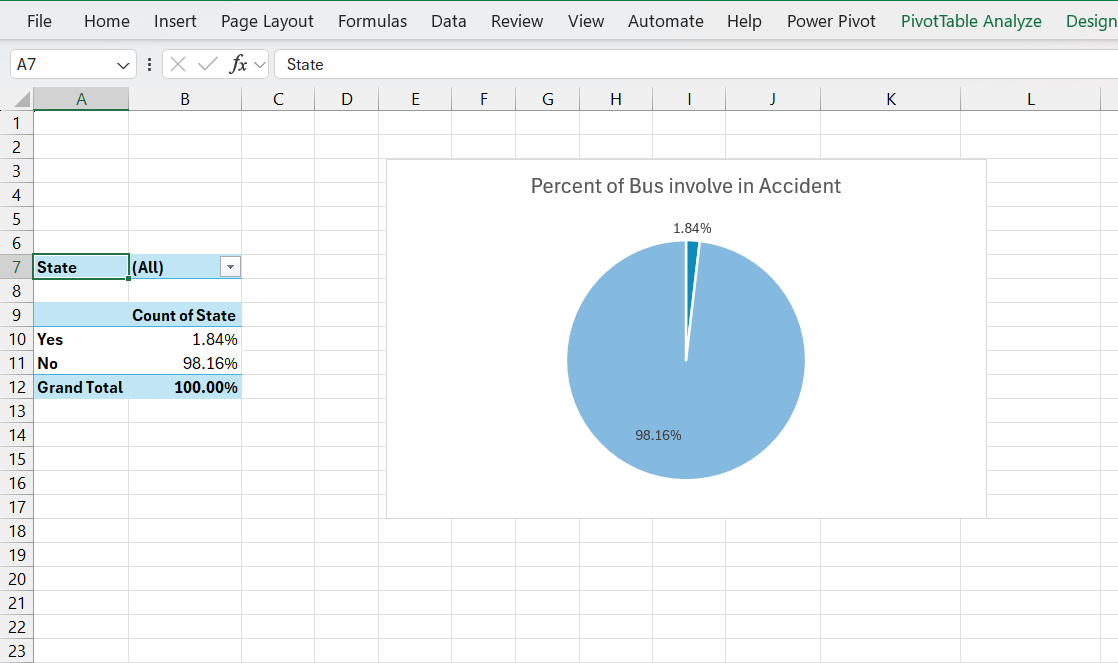 File Home Insert Page Layout Formulas Data Review View Automate Help Power Pivot PivotTable Analyze Design
A7 fx State
A B C D E F G H I J K L
1
2
3
Percent of Bus involve in Accident
4
5
1.84%
6
7 State (All)
8
9 Count of State
10 Yes 1.84%
11 No 98.16%
12 Grand Total 100.00%
13
14 98.16%
15
16
17
18
19
20
21
22
23